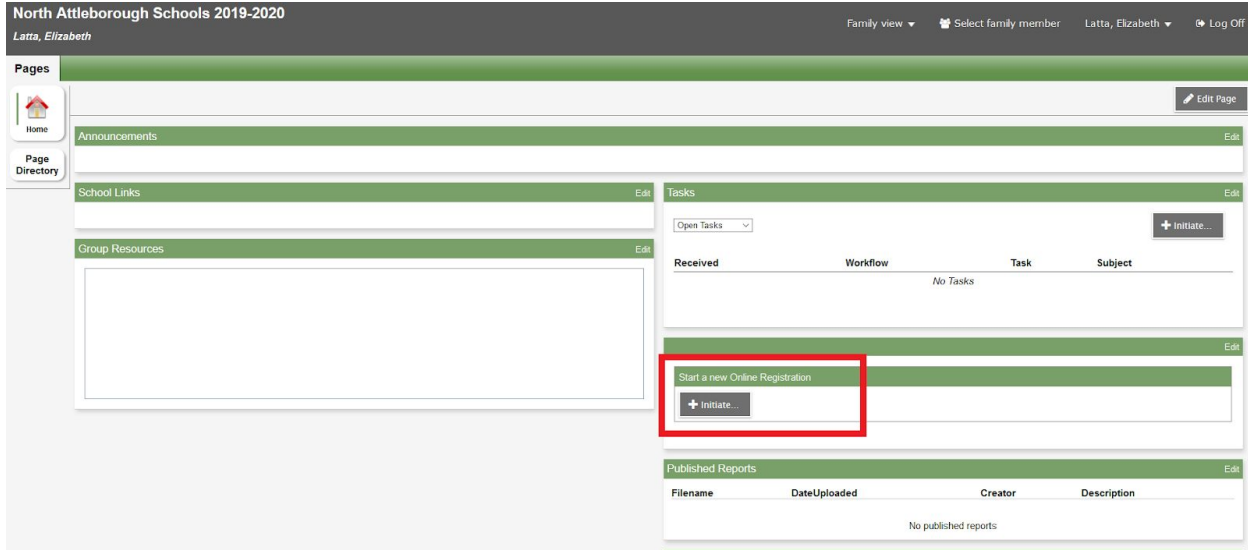 North Attleborough Schools 2019-2020
Latta, Elizabeth
Family view Select family member Latta, Elizabeth Log Off
Pages
Home
Page
Directory
Edit Page
Announcements Edit
School Links Edit
Group Resources Edit
Tasks Edit
Open Tasks
+ Initiate...
Received Workflow Task Subject
No Tasks
Edit
Start a new Online Registration
+ Initiate...
Published Reports Edit
Filename DateUploaded Creator Description
No published reports